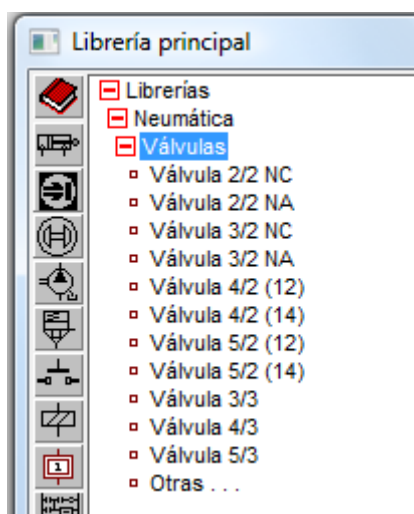 Librería principal
Librerías
Neumática
Válvulas
Válvula 2/2 NC
Válvula 2/2 NA
Válvula 3/2 NC
Válvula 3/2 NA
Válvula 4/2 (12)
Válvula 4/2 (14)
Válvula 5/2 (12)
Válvula 5/2 (14)
Válvula 3/3
Válvula 4/3
Válvula 5/3
Otras . . .
1